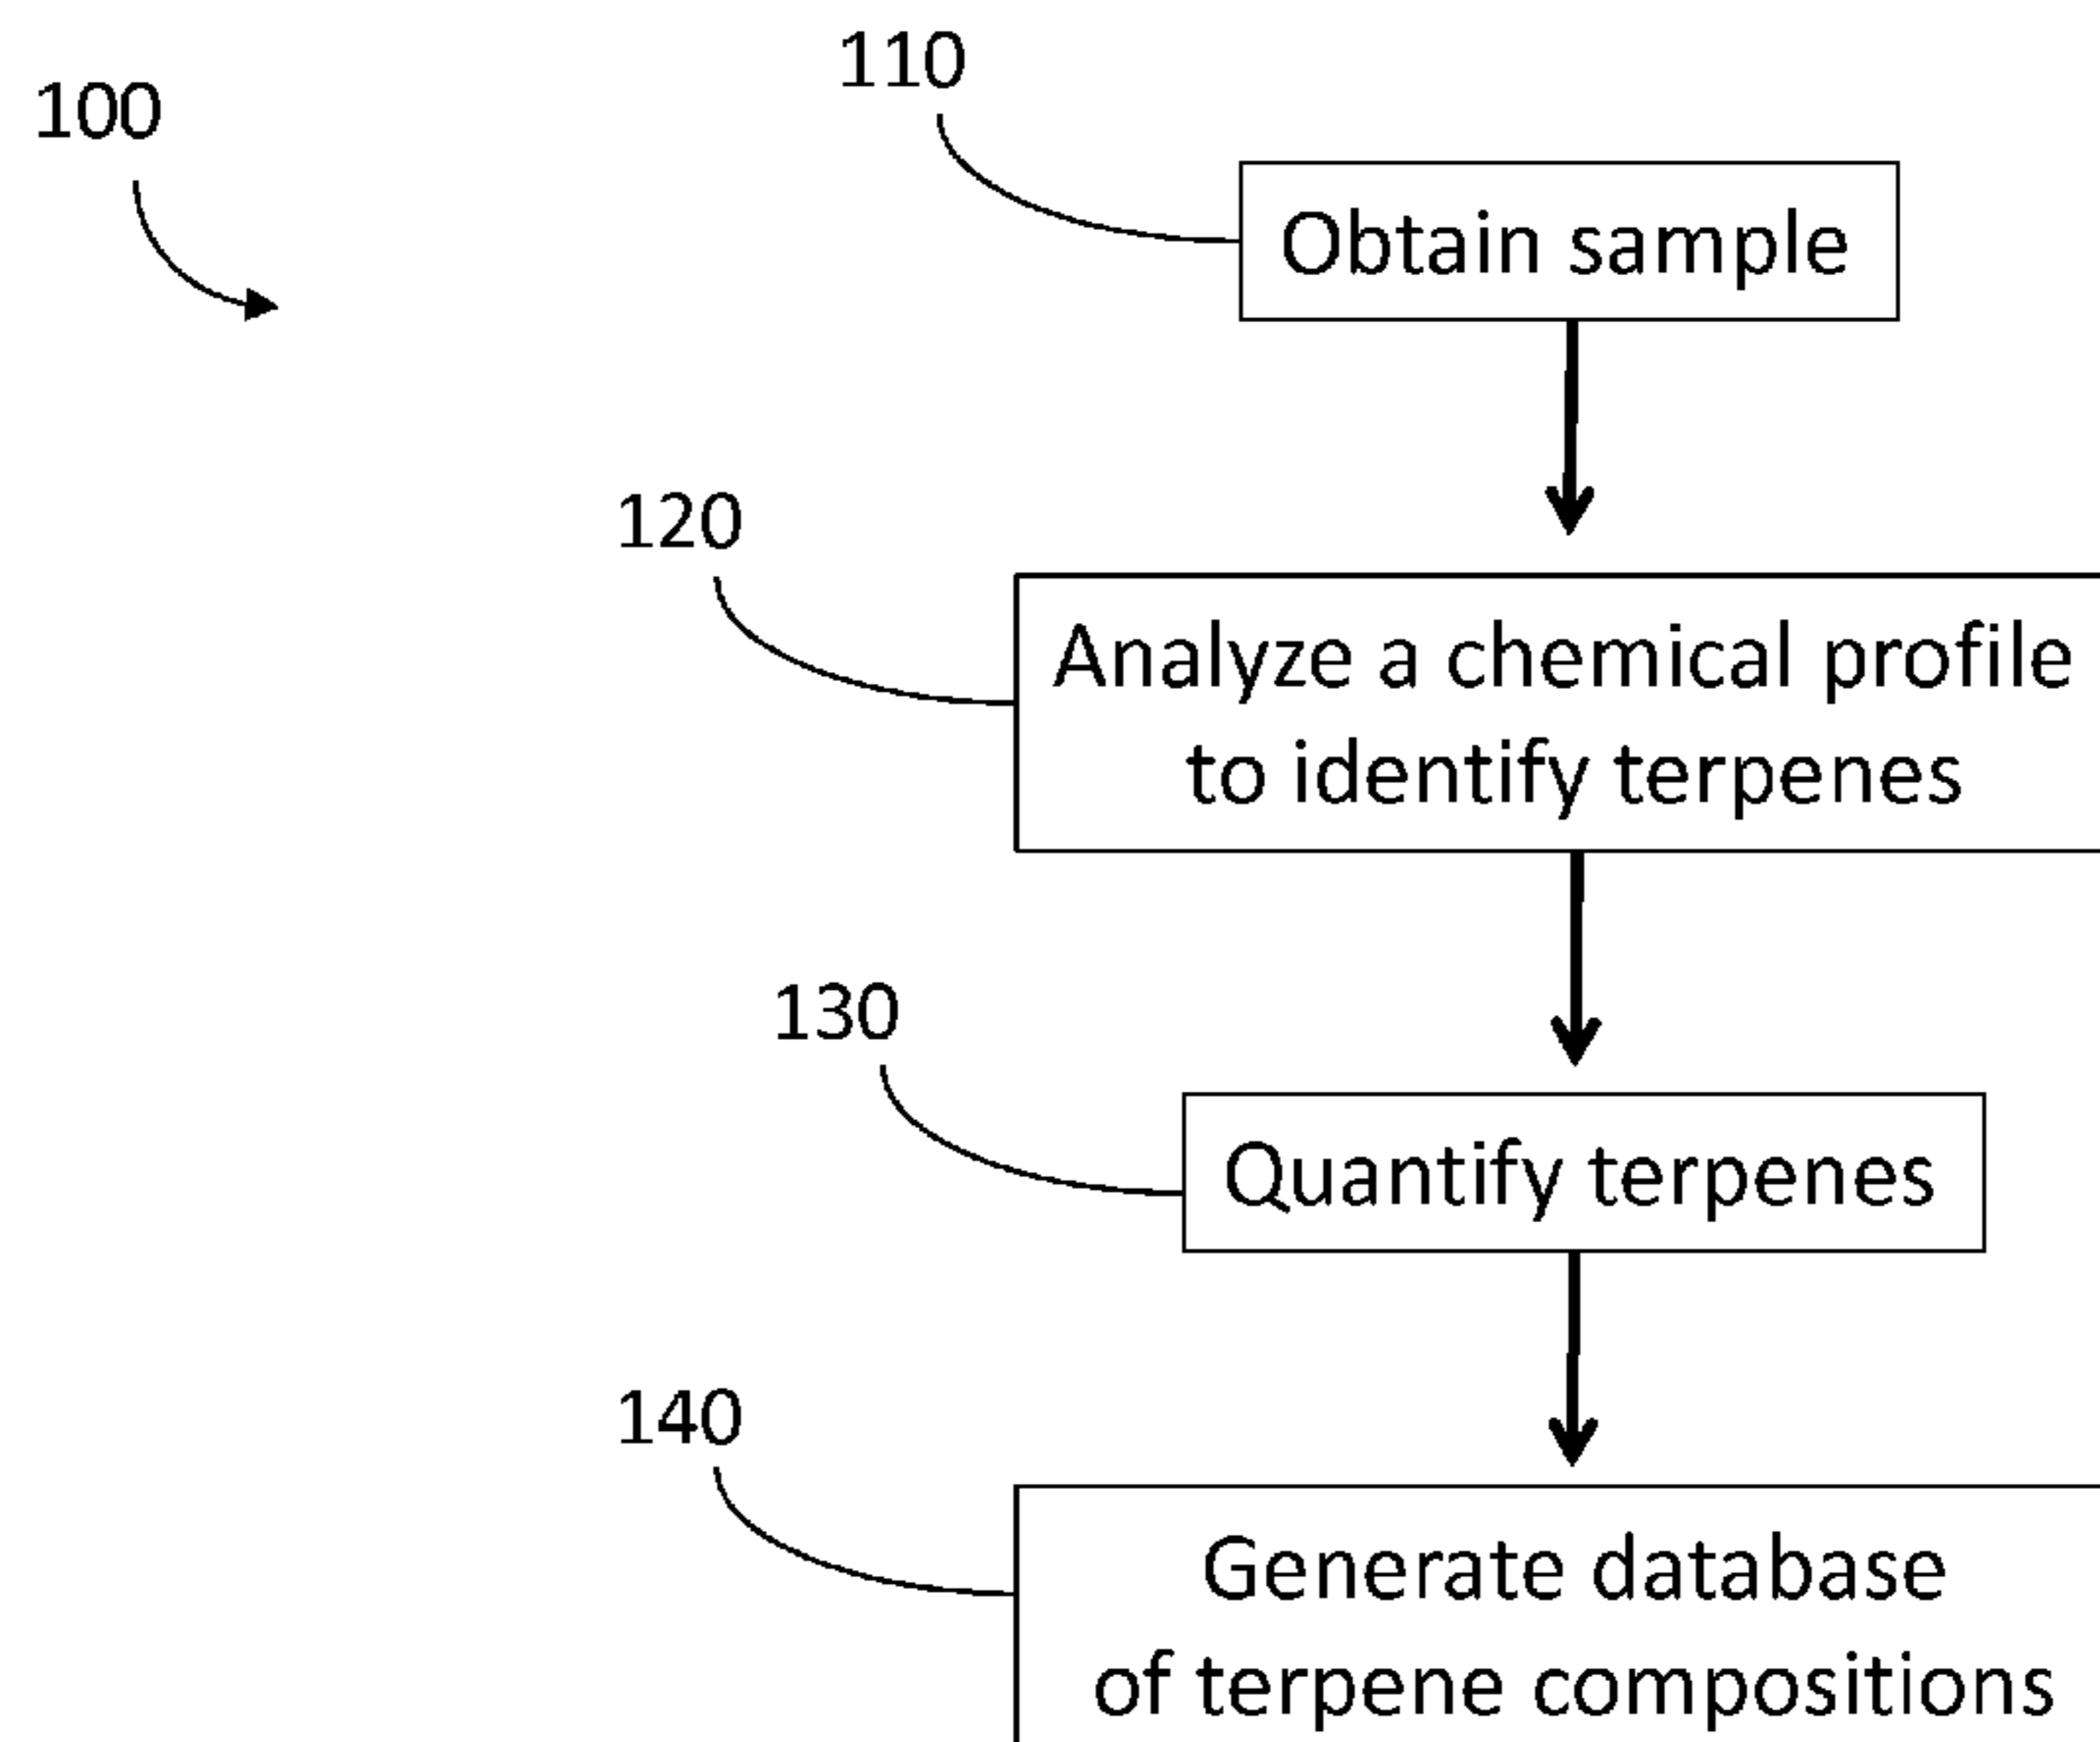 110
100
Obtain sample
120
Analyze a chemical profile
to identify terpenes
130
Quantify terpenes
140
Generate database
of terpene compositions